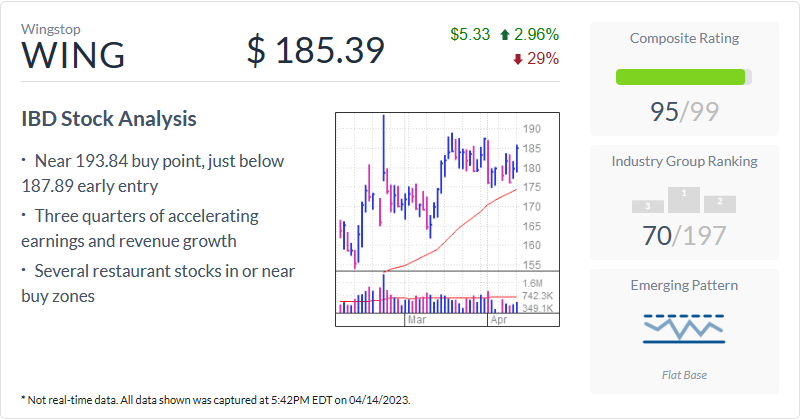 Wingstop
WING
$ 185.39
$5.33 2.96%
29%
IBD Stock Analysis
· Near 193.84 buy point, just below
187.89 early entry
· Three quarters of accelerating
earnings and revenue growth
· Several restaurant stocks in or near
buy zones
190
185
180
175
170
165
160
155
1.6M
742.3K
349.1K
Mar Apr
Composite Rating
95/99
Industry Group Ranking
3 1 2
70/197
Emerging Pattern
Flat Base
* Not real-time data. All data shown was captured at 5:42PM EDT on 04/14/2023.